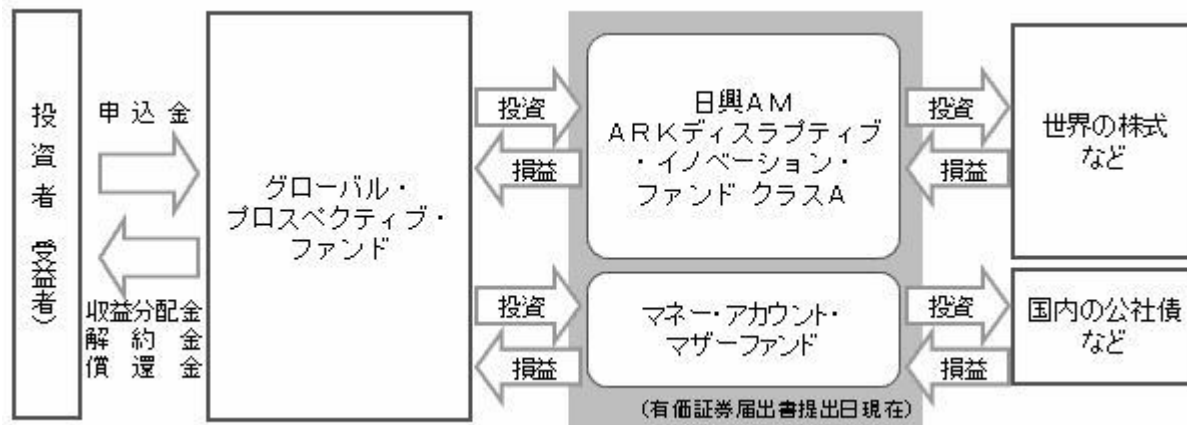 投資者（受益者）
申込金
収益分配金
解約金
償還金
グローバル・
プロスペクティブ・
ファンド
投資
損益
投資
損益
日興AM
ARKディスラプティブ
・イノベーション・
ファンド クラスA
マネー・アカウント・
マザーファンド
(有価証券届出書提出日現在)
投資
損益
投資
損益
世界の株式
など
国内の公社債
など